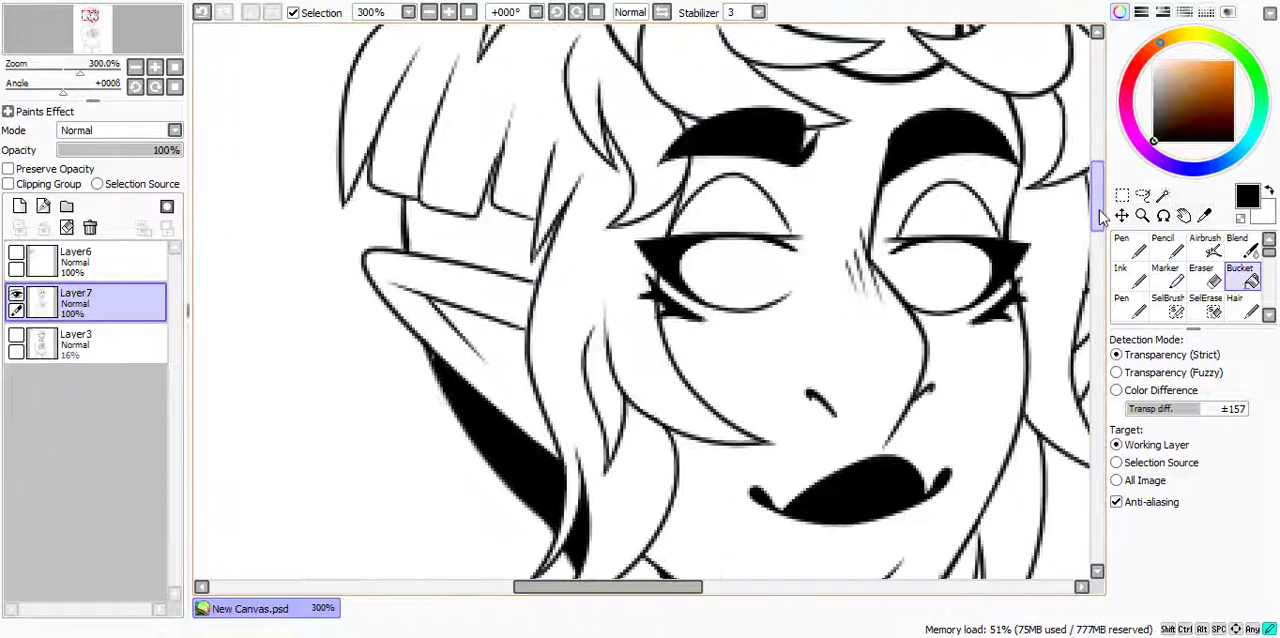 Selection 300% +000° Normal Stabilizer 3
Zoom 300.0%
Angle +0008
Paints Effect
Mode Normal
Opacity 100%
Preserve Opacity
Clipping Group Selection Source
Layer6
Normal
100%
Layer7
Normal
100%
Layer3
Normal
16%
New Canvas.psd 300%
Pen Pencil Airbrush Blend
Ink Marker Eraser Bucket
Pen SelBrush SelErase Hair
Detection Mode:
Transparency (Strict)
Transparency (Fuzzy)
Color Difference
Transp diff. ±157
Target:
Working Layer
Selection Source
All Image
Anti-aliasing
Memory load: 51% (75MB used / 777MB reserved) Shift Ctrl Alt SPC Any